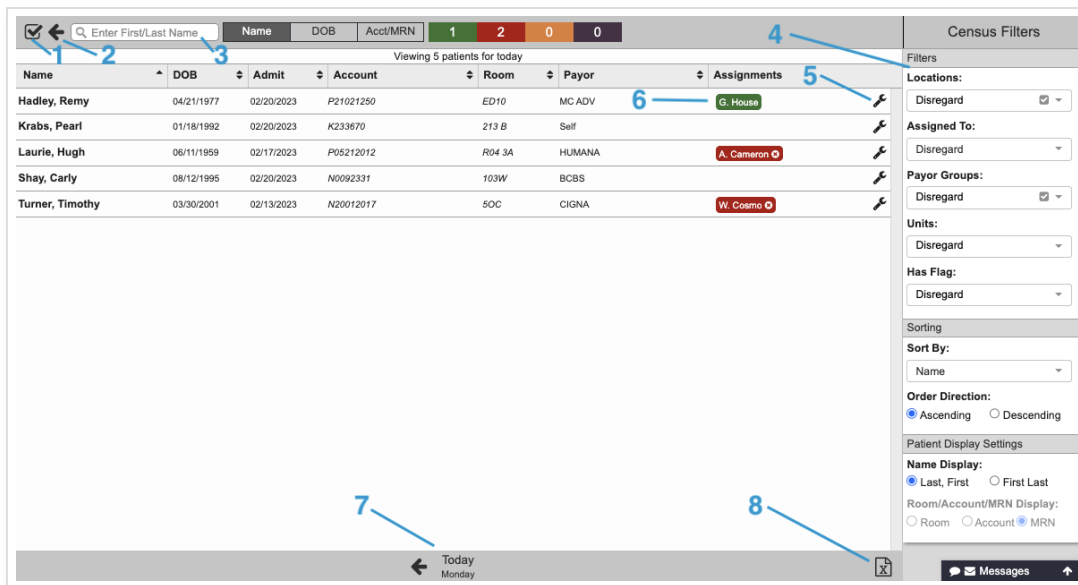 Enter First/Last Name Name DOB Acct/MRN 1 2 0 0
1 2 3
Viewing 5 patients for today
Name DOB Admit Account Room Payor Assignments
Hadley, Remy 04/21/1977 02/20/2023 P21021250 ED10 MC ADV 6 G. House
Krabs, Pearl 01/18/1992 02/20/2023 K233670 213 B Self
Laurie, Hugh 06/11/1959 02/17/2023 P05212012 R04 3A HUMANA A. Cameron
Shay, Carly 08/12/1995 02/20/2023 N0092331 103W BCBS
Turner, Timothy 03/30/2001 02/13/2023 N20012017 5OC CIGNA W. Cosmo
4
5
7
8
Today
Monday
Census Filters
Filters
Locations:
Disregard
Assigned To:
Disregard
Payor Groups:
Disregard
Units:
Disregard
Has Flag:
Disregard
Sorting
Sort By:
Name
Order Direction:
Ascending Descending
Patient Display Settings
Name Display:
Last, First First Last
Room/Account/MRN Display:
Room Account MRN
X
Messages